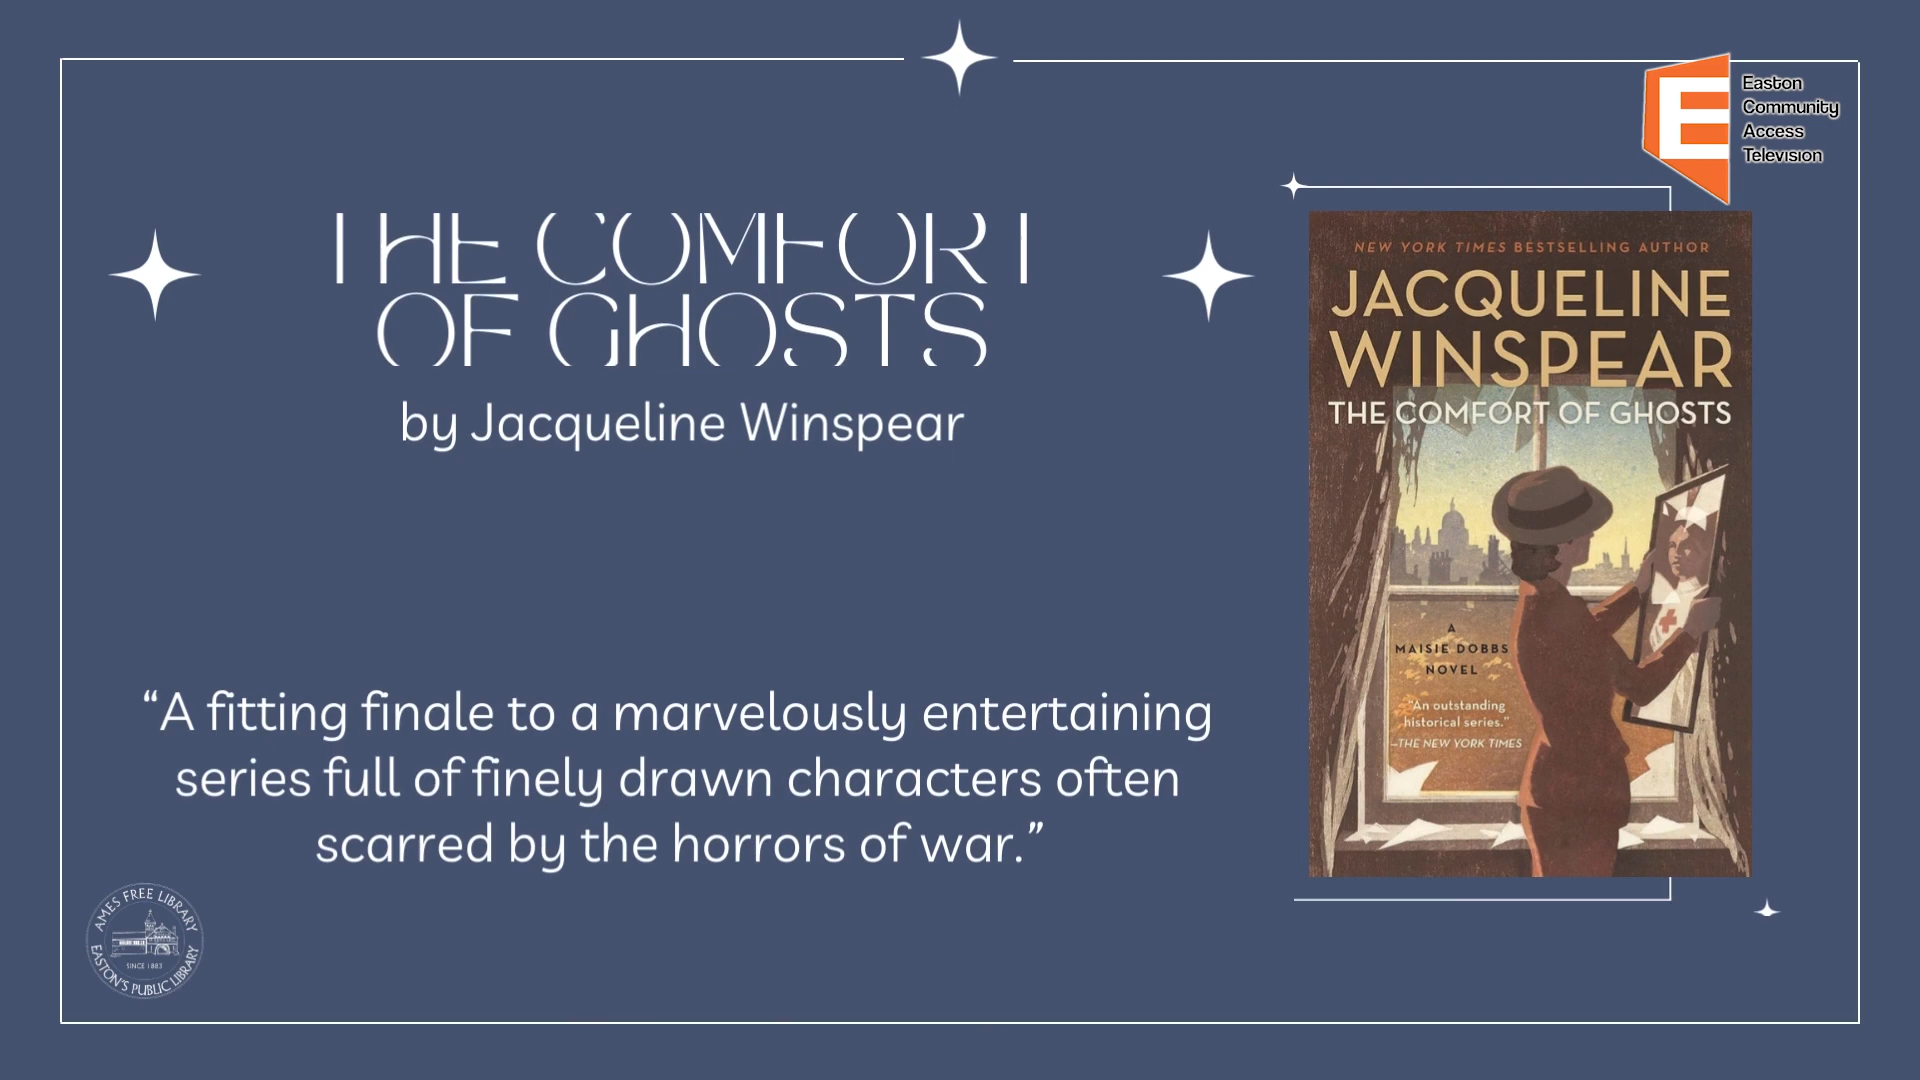 THE COMFORT
OF GHOSTS
by Jacqueline Winspear
“A fitting finale to a marvelously entertaining
series full of finely drawn characters often
scarred by the horrors of war.”
Easton
Community
Access
Television
NEW YORK TIMES BESTSELLING AUTHOR
JACQUELINE
WINSPEAR
THE COMFORT OF GHOSTS
A
MAISIE DOBBS
NOVEL
“An outstanding
historical series.”
—THE NEW YORK TIMES
AMES FREE LIBRARY
SINCE 1883
EASTON'S PUBLIC LIBRARY